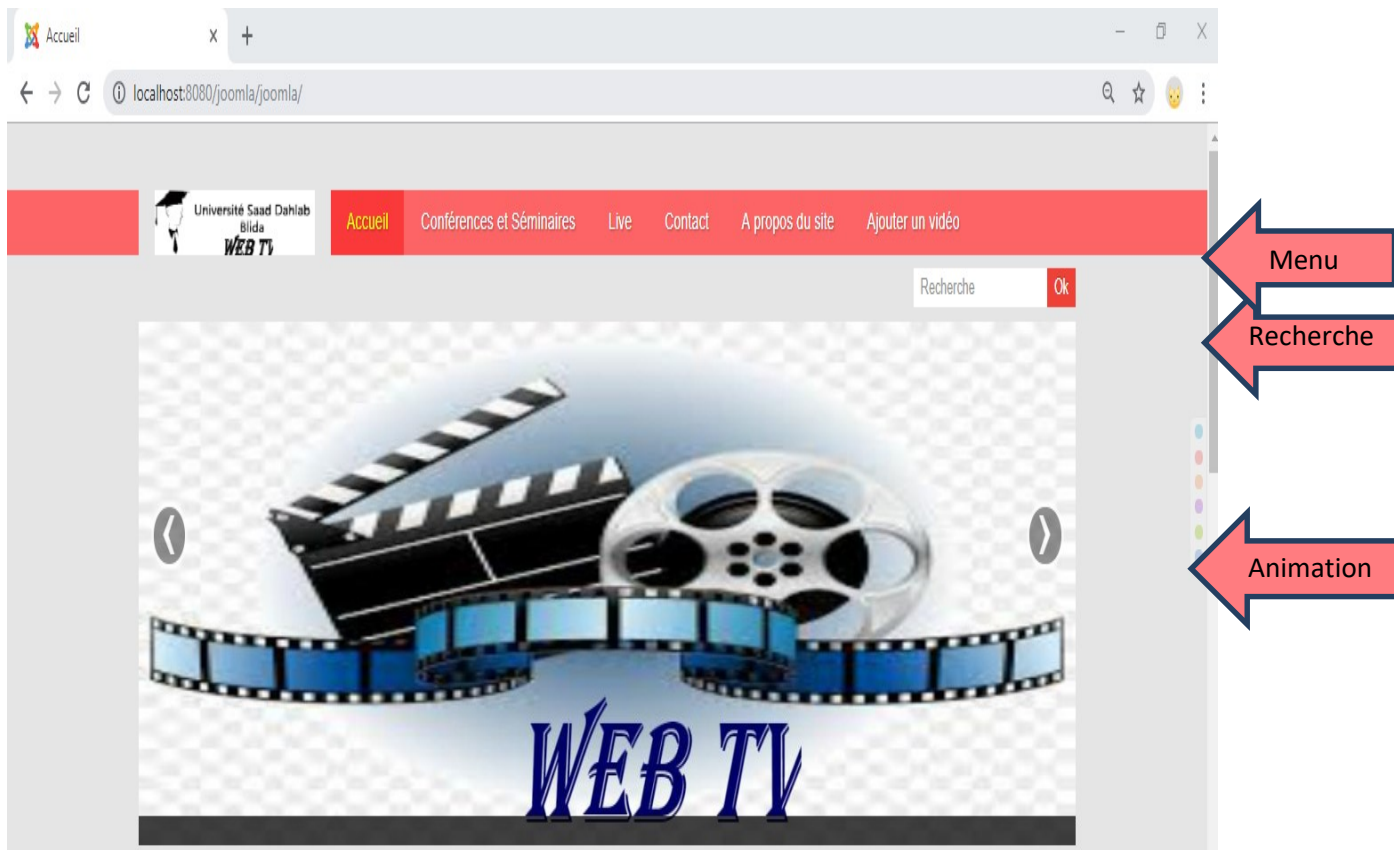 Accueil
localhost:8080/joomla/joomla/
Université Saad Dahlab
Blida
WEB TV
Accueil Conférences et Séminaires Live Contact A propos du site Ajouter un vidéo
Menu
Recherche Ok
Recherche
Animation
WEB TV